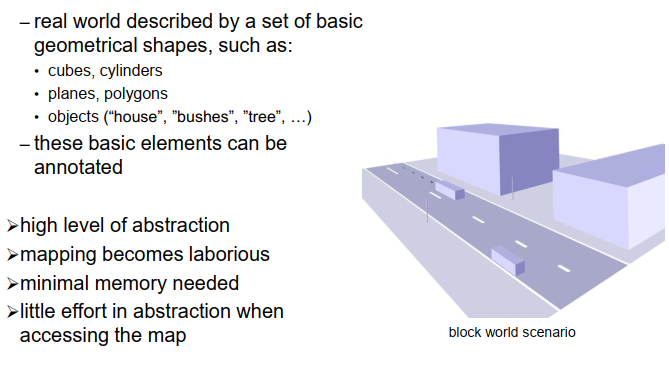 – real world described by a set of basic
geometrical shapes, such as:
• cubes, cylinders
• planes, polygons
• objects (“house”, ”bushes”, ”tree”, …)
– these basic elements can be
annotated
➢high level of abstraction
➢mapping becomes laborious
➢minimal memory needed
➢little effort in abstraction when
accessing the map
block world scenario